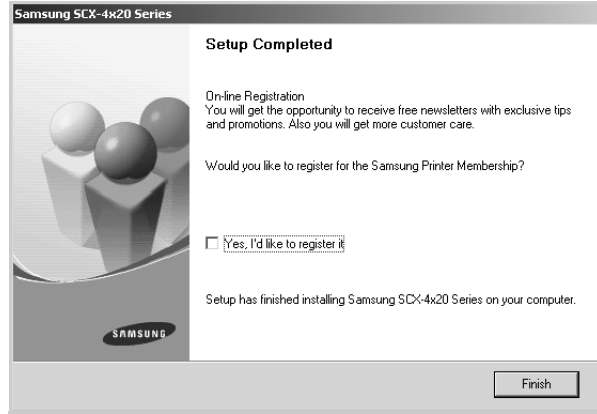 Samsung SCX-4x20 Series
Setup Completed
On-line Registration
You will get the opportunity to receive free newsletters with exclusive tips
and promotions. Also you will get more customer care.
Would you like to register for the Samsung Printer Membership?
Yes, I'd like to register it
Setup has finished installing Samsung SCX-4x20 Series on your computer.
SAMSUNG
Finish